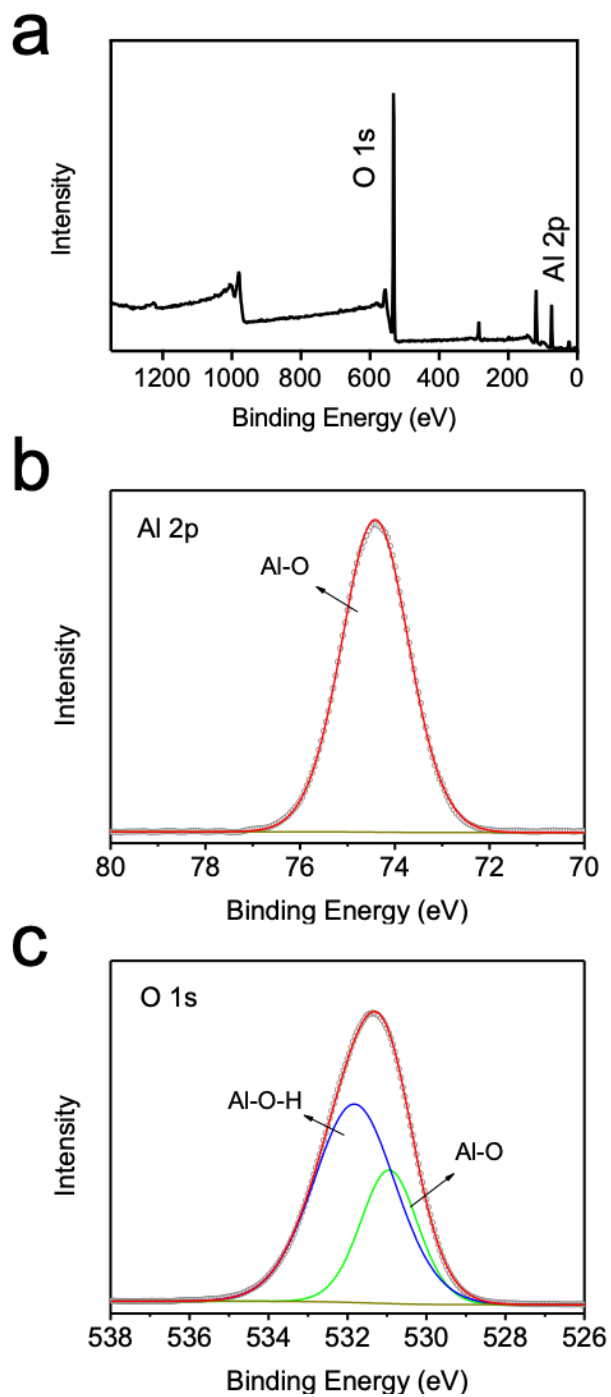 a
Intensity
O 1s
Al 2p
1200 1000 800 600 400 200 0
Binding Energy (eV)
b
Al 2p
Al-O
Intensity
80 78 76 74 72 70
Binding Energy (eV)
c
O 1s
Al-O-H
Al-O
Intensity
538 536 534 532 530 528 526
Binding Energy (eV)